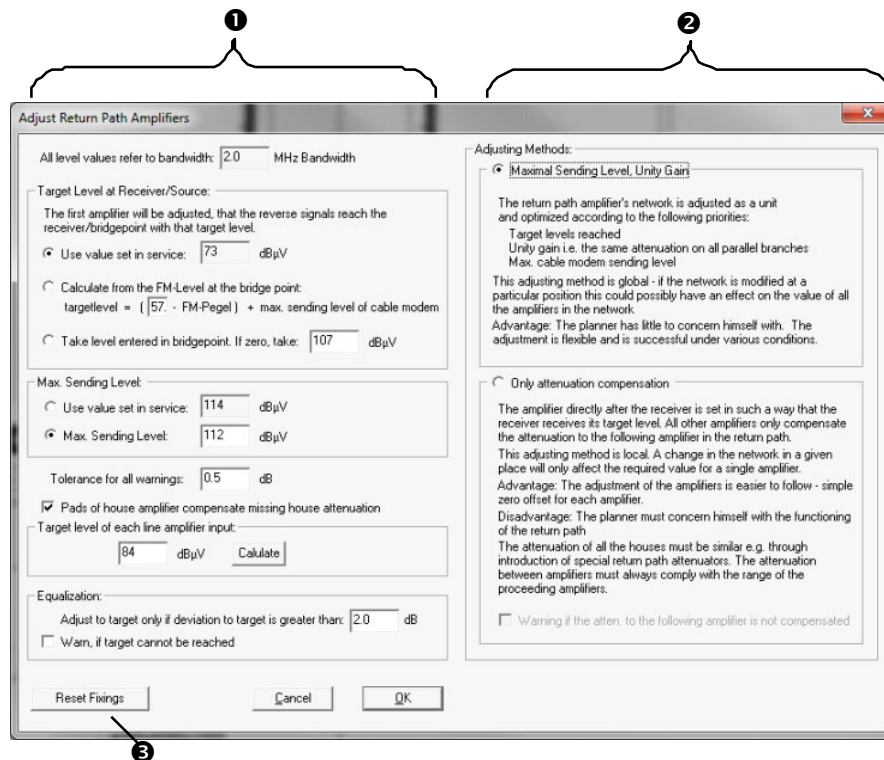 ❶
❷
Adjust Return Path Amplifiers
All level values refer to bandwidth: 2.0 MHz Bandwidth
Target Level at Receiver/Source:
The first amplifier will be adjusted, that the reverse signals reach the
receiver/bridgepoint with that target level.
Use value set in service: 73 dBµV
Calculate from the FM-Level at the bridge point:
targetlevel = ( 57. - FM-Pegel ) + max. sending level of cable modem
Take level entered in bridgepoint. If zero, take: 107 dBµV
Max. Sending Level:
Use value set in service: 114 dBµV
Max. Sending Level: 112 dBµV
Tolerance for all warnings: 0.5 dB
Pads of house amplifier compensate missing house attenuation
Target level of each line amplifier input:
84 dBµV Calulate
Equalization:
Adjust to target only if deviation to target is greater than: 2.0 dB
Warn, if target cannot be reached
Reset Fixings Cancel OK
❸
Adjusting Methods:
Maximal Sending Level, Unity Gain
The return path amplifier's network is adjusted as a unit
and optimized according to the following priorities:
Target levels reached
Unity gain i.e. the same attenuation on all parallel branches
Max. cable modem sending level
This adjusting method is global - if the network is modified at a
particular position this could possibly have an effect on the value of all
the amplifiers in the network
Advantage: The planner has little to concern himself with. The
adjustment is flexible and is successful under various conditions.
Only attenuation compensation
The amplifier directly after the receiver is set in such a way that the
receiver receives its target level. All other amplifiers only compensate
the attenuation to the following amplifier in the return path.
This adjusting method is local. A change in the network in a given
place will only affect the required value for a single amplifier.
Advantage: The adjustment of the amplifiers is easier to follow - simple
zero offset for each amplifier.
Disadvantage: The planner must concern himself with the functioning
of the return path
The attenuation of all the houses must be similar e.g. through
introduction of special return path attenuators. The attenuation
between amplifiers must always comply with the range of the
proceeding amplifiers.
Warning if the atten. to the following amplifier is not compensated